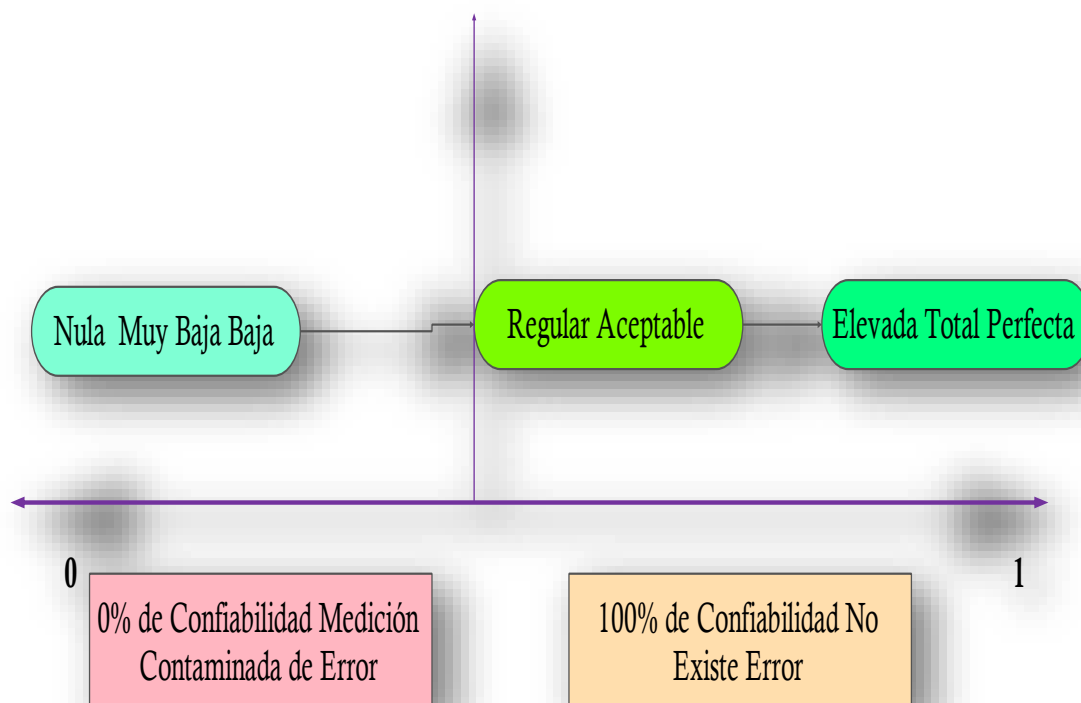 Nula  Muy Baja Baja
Regular Aceptable
Elevada Total Perfecta
0
1
0% de Confiabilidad Medición
Contaminada de Error
100% de Confiabilidad No
Existe Error